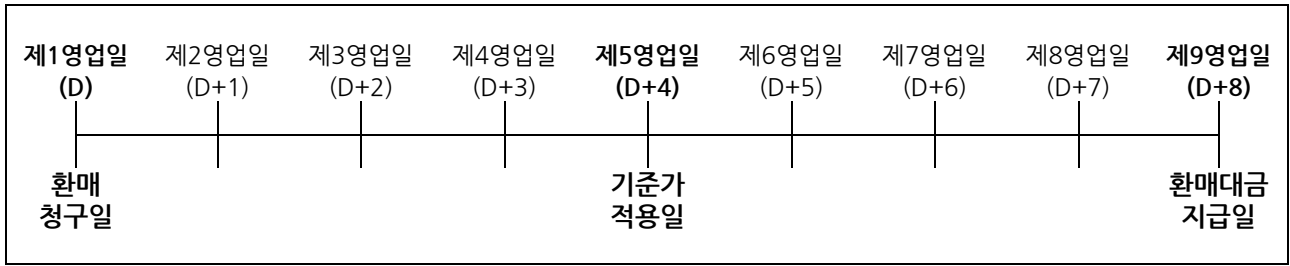 제1영업일 제2영업일 제3영업일 제4영업일 제5영업일 제6영업일 제7영업일 제8영업일 제9영업일
(D) (D+1) (D+2) (D+3) (D+4) (D+5) (D+6) (D+7) (D+8)
환매 기준가 환매대금
청구일 적용일 지급일